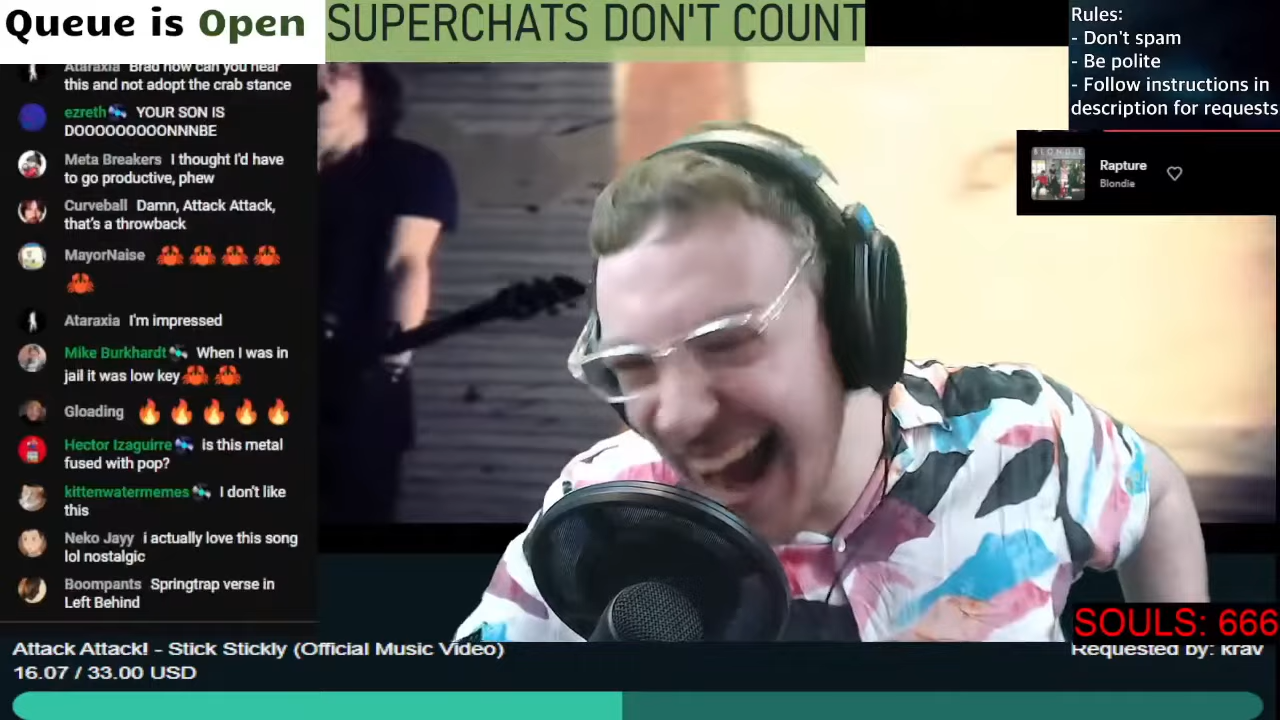 Queue is Open
SUPERCHATS DON'T COUNT
Rules:
- Don't spam
- Be polite
- Follow instructions in
description for requests
BLONDIE
Rapture
Blondie
Ataraxia Brad how can you hear
this and not adopt the crab stance
ezreth YOUR SON IS
DOOOOOOOOONNNBE
Meta Breakers I thought I'd have
to go productive, phew
Curveball Damn, Attack Attack,
that's a throwback
MayorNaise
Ataraxia I'm impressed
Mike Burkhardt When I was in
jail it was low key
Gloading
Hector Izaguirre is this metal
fused with pop?
kittenwatermemes I don't like
this
Neko Jayy i actually love this song
lol nostalgic
Boompants Springtrap verse in
Left Behind
SOULS: 666
Attack Attack! - Stick Stickly (Official Music Video)
Requested by: krav
16.07 / 33.00 USD